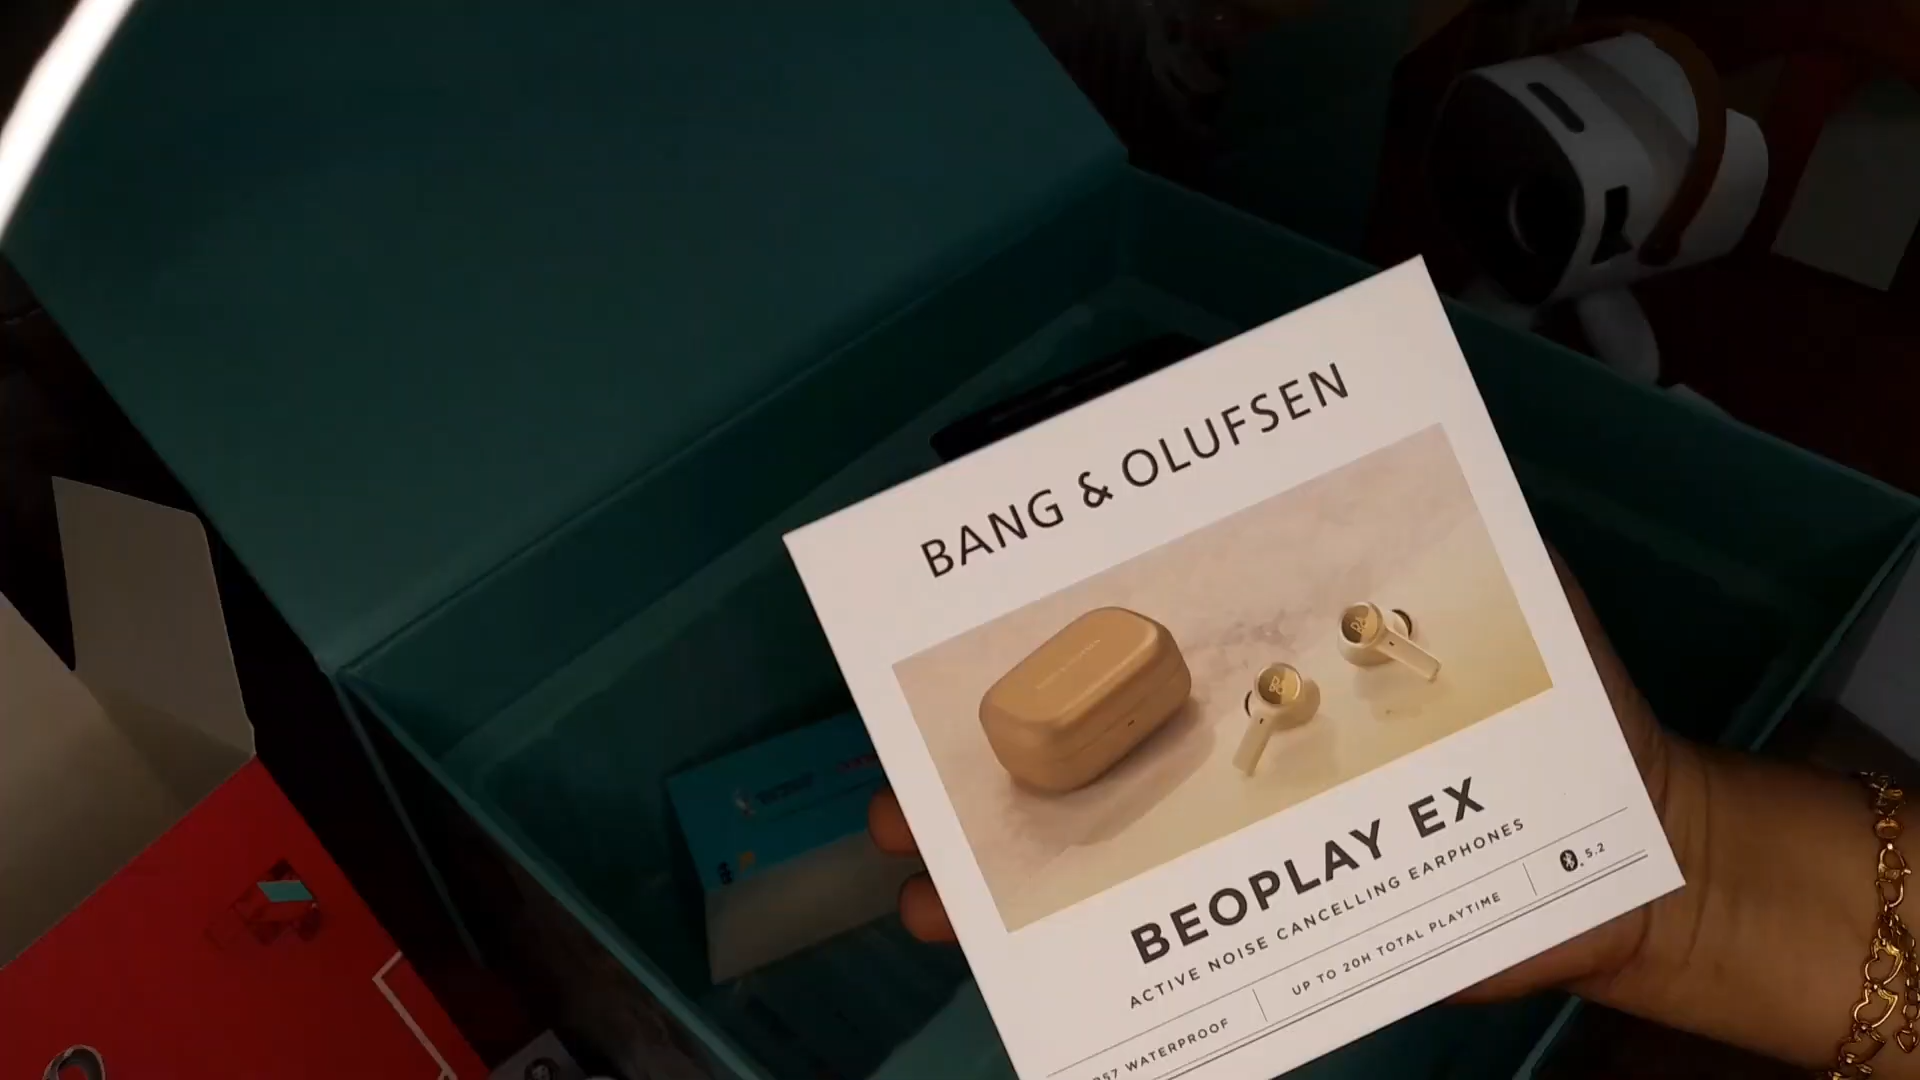 BANG & OLUFSEN
BEOPLAY EX
ACTIVE NOISE CANCELLING EARPHONES
WATERPROOF
UP TO 20H TOTAL PLAYTIME
5.2